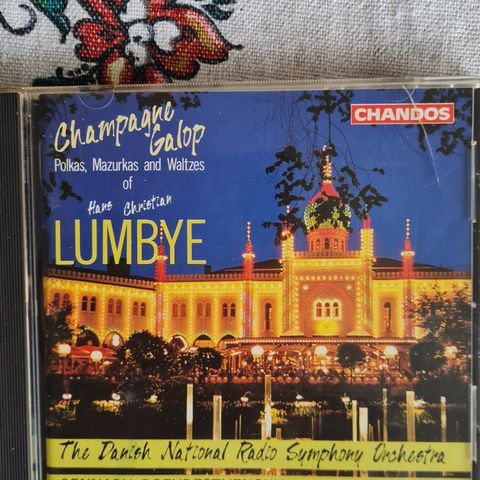 CHANDOS
Champagne
Galop
Polkas, Mazurkas and Waltzes
of
Hans Christian
LUMBYE
The Danish National Radio Symphony Orchestra